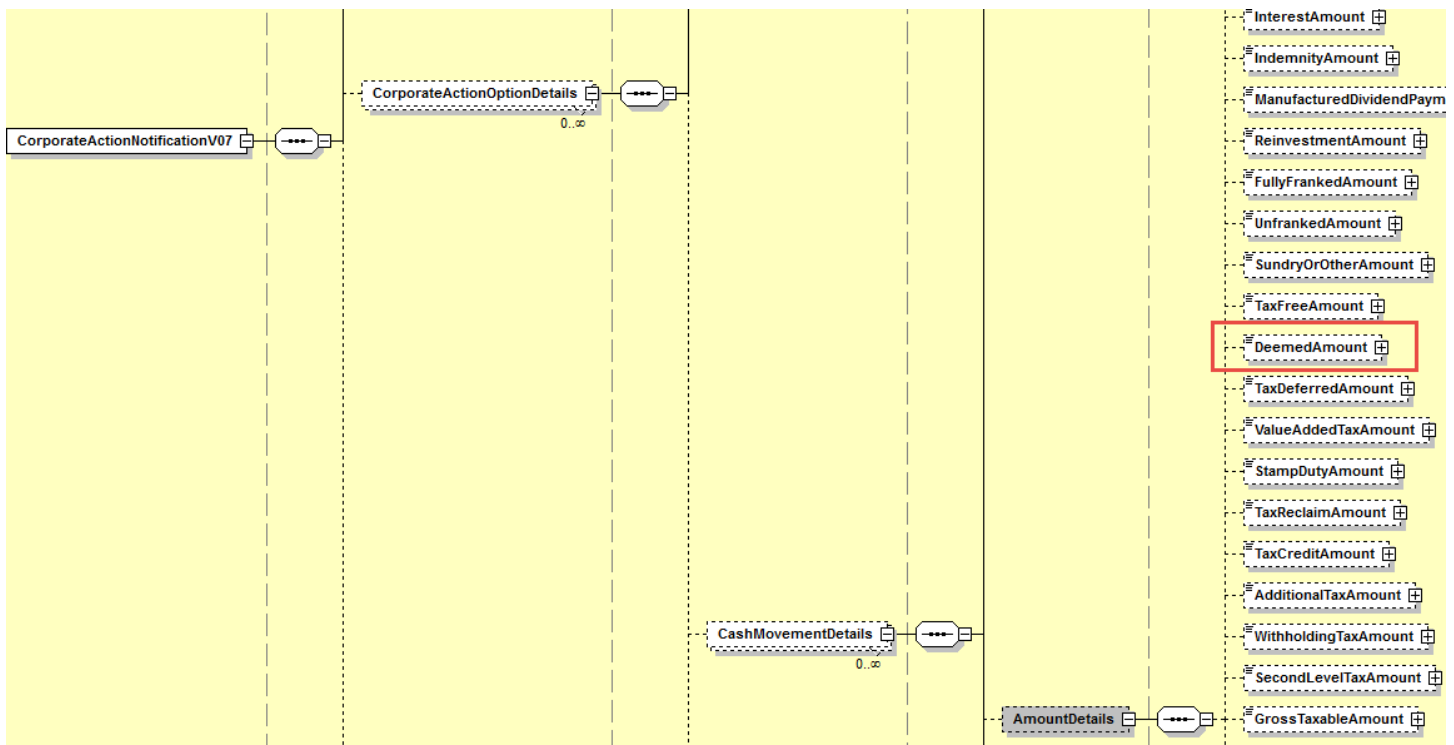 InterestAmount
IndemnityAmount
CorporateActionOptionDetails
0..∞
ManufacturedDividendPaym
CorporateActionNotificationV07
ReinvestmentAmount
FullyFrankedAmount
UnfrankedAmount
SundryOrOtherAmount
TaxFreeAmount
DeemedAmount
TaxDeferredAmount
ValueAddedTaxAmount
StampDutyAmount
TaxReclaimAmount
TaxCreditAmount
AdditionalTaxAmount
CashMovementDetails
0..∞
WithholdingTaxAmount
SecondLevelTaxAmount
AmountDetails
GrossTaxableAmount